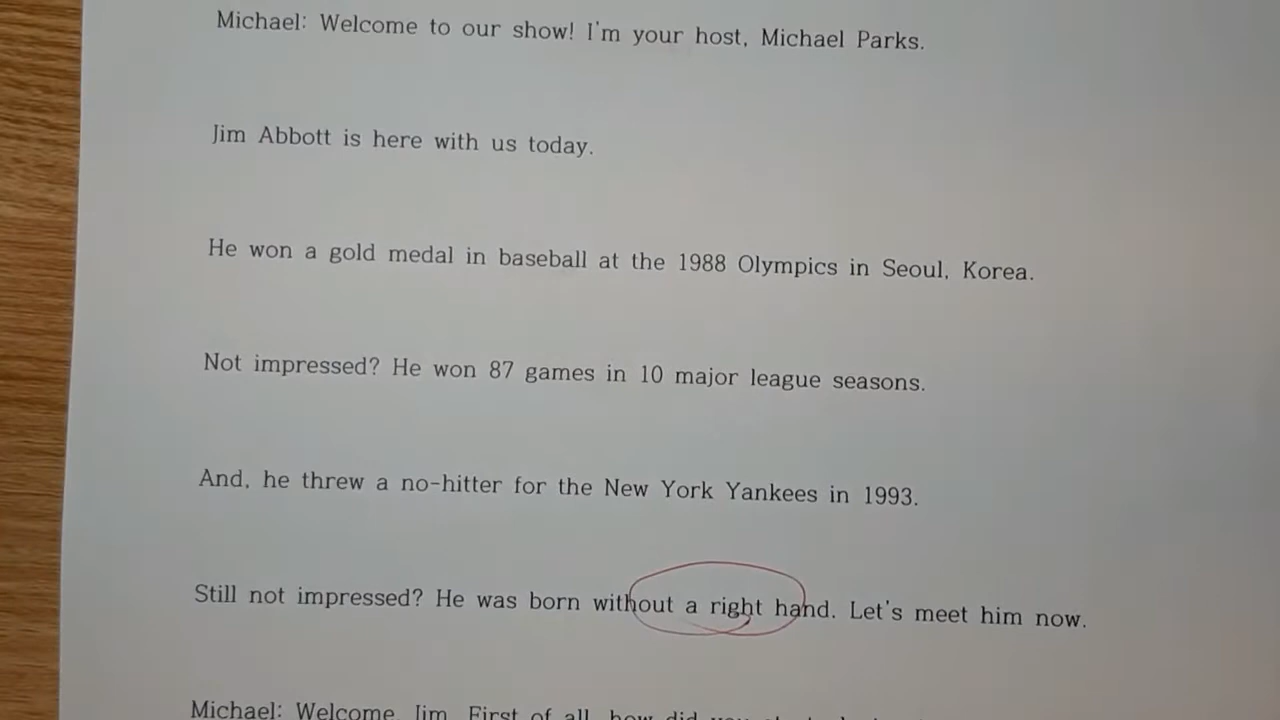 Michael: Welcome to our show! I'm your host, Michael Parks.
Jim Abbott is here with us today.
He won a gold medal in baseball at the 1988 Olympics in Seoul, Korea.
Not impressed? He won 87 games in 10 major league seasons.
And, he threw a no-hitter for the New York Yankees in 1993.
Still not impressed? He was born without a right hand. Let's meet him now.
Michael: Welcome, Jim. First of all, how did you